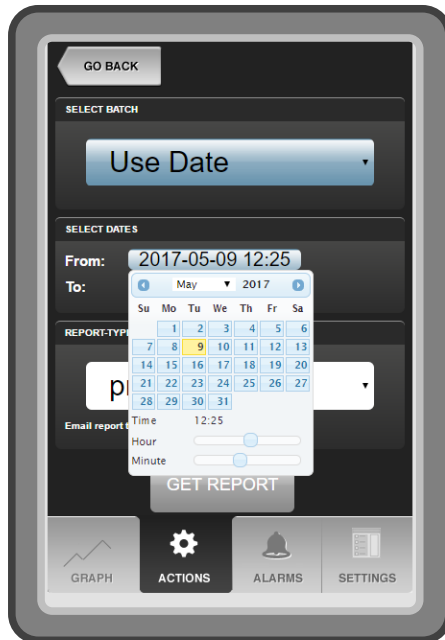 GO BACK
SELECT BATCH
Use Date
SELECT DATES
From: 2017-05-09 12:25
To:
May 2017
Su Mo Tu We Th Fr Sa
1 2 3 4 5 6
7 8 9 10 11 12 13
14 15 16 17 18 19 20
21 22 23 24 25 26 27
28 29 30 31
Time 12:25
Hour
Minute
Email report
GET REPORT
GRAPH ACTIONS ALARMS SETTINGS